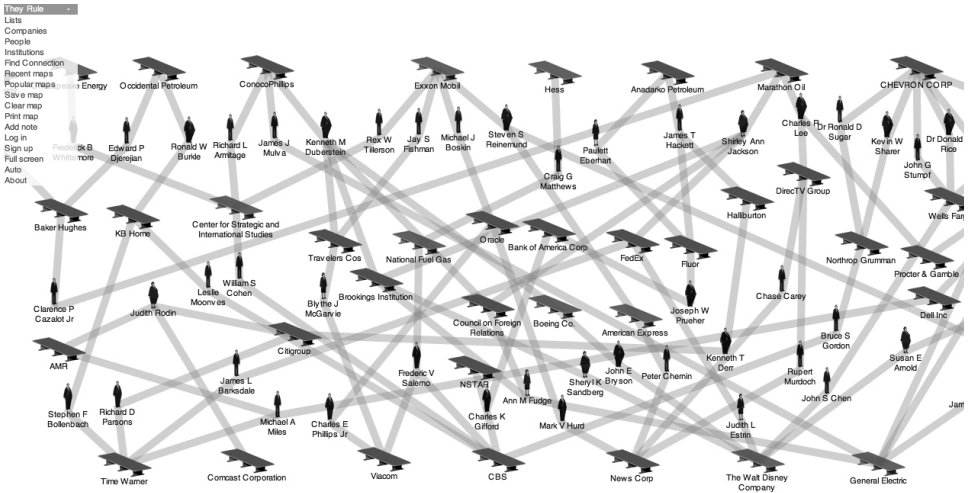 They Rule -
Lists
Companies
People
Institutions
Find Connection
Recent maps
Popular maps
Save map
Clear map
Print map
Add note
Log in
Sign up
Full screen
Auto
About
Energy
Occidental Petroleum
ConocoPhillips
Exxon Mobil
Hess
Anadarko Petroleum
Marathon Oil
CHEVRON CORP
Frederick B
Whittemore
Edward P
Djerejian
Ronald W
Burkle
Richard L
Armitage
James J
Mulva
Kenneth M
Duberstein
Rex W
Tillerson
Jay S
Fishman
Michael J
Boskin
Steven S
Reinemund
Paulett
Eberhart
Craig G
Matthews
James T
Hackett
Shirley Ann
Jackson
Charles R
Lee
Dr Ronald D
Sugar
Kevin W
Sharer
John G
Stumpf
Dr Donald
Rice
DirecTV Group
Baker Hughes
KB Home
Center for Strategic and
International Studies
Travelers Cos
National Fuel Gas
Oracle
Bank of America Corp
FedEx
Fluor
Halliburton
Northrop Grumman
Wells Farg
Procter & Gamble
Clarence P
Cazalot Jr
Judith Rodin
Leslie
Moonves
William S
Cohen
Blythe J
McGarvie
Brookings Institution
Council on Foreign
Relations
Boeing Co.
American Express
Joseph W
Prueher
Chase Carey
Bruce S
Gordon
Dell Inc
Susan E
Arnold
AMR
Citigroup
James L
Barksdale
Frederic V
Salerno
NSTAR
Ann M Fudge
Sheryl K
Sandberg
John E
Bryson
Peter Chernin
Kenneth T
Derr
Rupert
Murdoch
John S Chen
Jam
Stephen F
Bollenbach
Richard D
Parsons
Michael A
Miles
Charles E
Phillips Jr
Charles K
Gifford
Mark V Hurd
Judith L
Estrin
Time Warner
Comcast Corporation
Viacom
CBS
News Corp
The Walt Disney
Company
General Electric